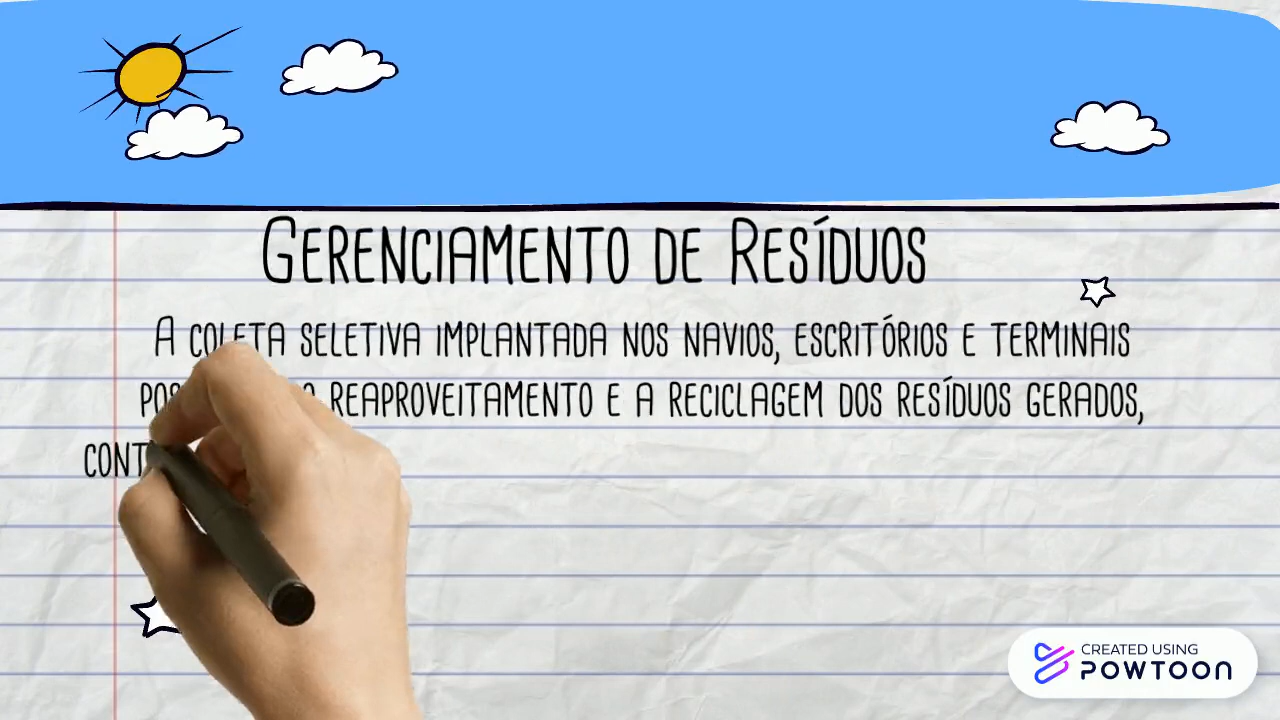 Gerenciamento de Resíduos
A coleta seletiva implantada nos navios, escritórios e terminais
reaproveitamento e a reciclagem dos resíduos gerados,
CREATED USING
POWTOON